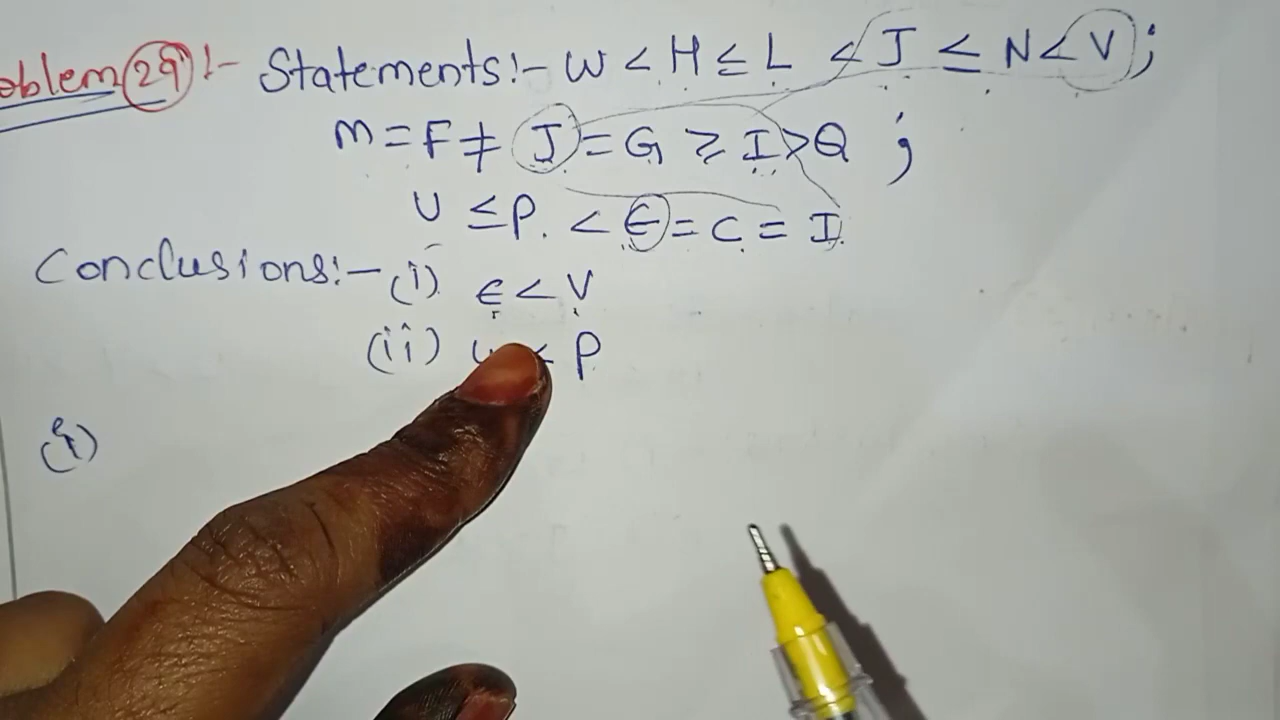 oblem 29 :- Statements :- W < H ≤ L < J ≤ N < V ;
M = F ≠ J = G ≥ I > Q ;
U ≤ P < E = C = I
Conclusions :- (i) E < V
(ii) < P
(i)